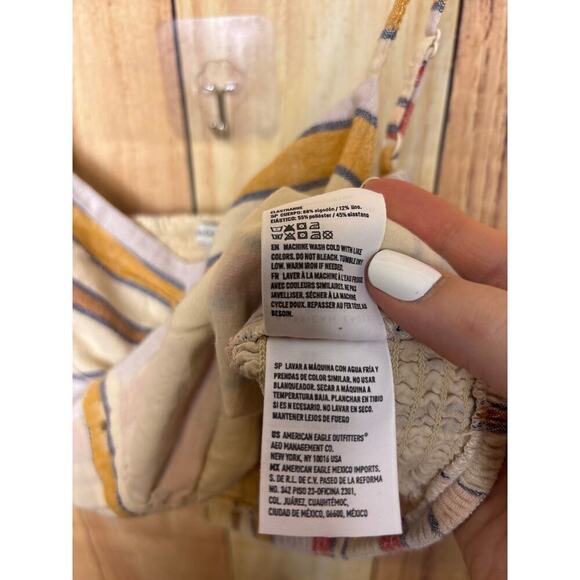 ELASTHANNE
SP CUERPO: 88% algodón / 12% lino.
ELÁSTICO: 55% poliéster / 45% elastano
EN MACHINE WASH COLD WITH LIKE
COLORS. DO NOT BLEACH. TUMBLE DRY
LOW. WARM IRON IF NEEDED.
FR LAVER À LA MACHINE À L'EAU FROIDE
AVEC COULEURS SIMILAIRES. NE PAS
JAVELLISER. SÉCHER À LA MACHINE
CYCLE DOUX. REPASSER AU FER TIÈDE AU
BESOIN.
SP LAVAR A MÁQUINA CON AGUA FRÍA Y
PRENDAS DE COLOR SIMILAR. NO USAR
BLANQUEADOR. SECAR A MÁQUINA A
TEMPERATURA BAJA. PLANCHAR EN TIBIO
SI ES NECESARIO. NO LAVAR EN SECO.
MANTENER LEJOS DE FUEGO
US AMERICAN EAGLE OUTFITTERS®
AEO MANAGEMENT CO.
NEW YORK, NY 10016 USA
MX AMERICAN EAGLE MEXICO IMPORTS,
S. DE R.L. DE C.V. PASEO DE LA REFORMA
NO. 342 PISO 23-OFICINA 2301,
COL. JUÁREZ, CUAUHTÉMOC,
CIUDAD DE MÉXICO, 06600, MÉXICO